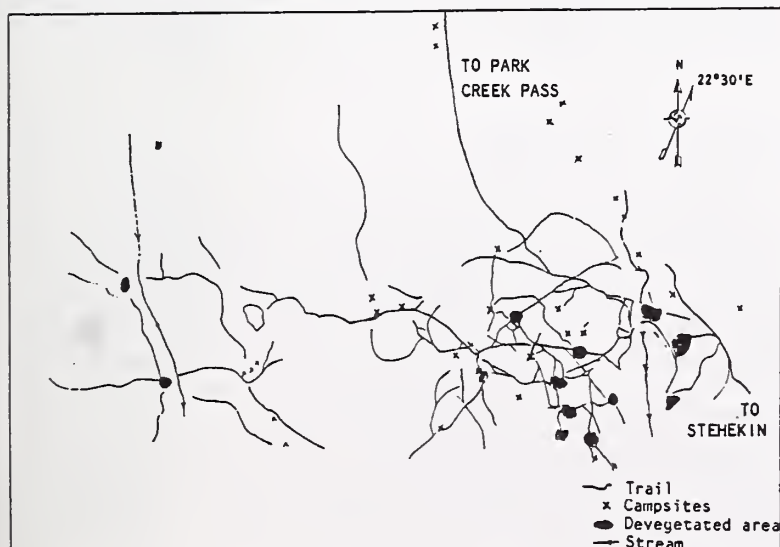 TO PARK
CREEK PASS
N
22°30'E
TO
STEHEKIN
Trail
x Campsites
Devegetated area
Stream